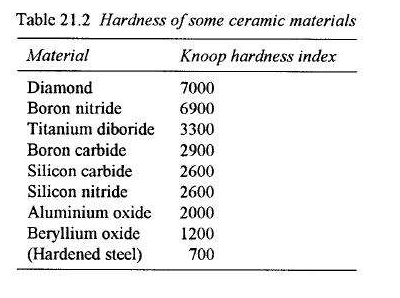 Table 21.2 Hardness of some ceramic materials
Material Knoop hardness index
Diamond 7000
Boron nitride 6900
Titanium diboride 3300
Boron carbide 2900
Silicon carbide 2600
Silicon nitride 2600
Aluminium oxide 2000
Beryllium oxide 1200
(Hardened steel) 700